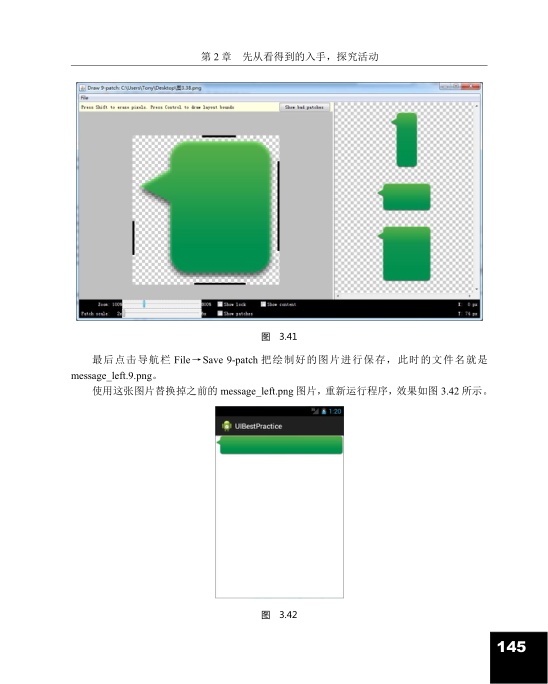 第 2 章 先从看得到的入手，探究活动
Draw 9-patch: C:\Users\Tony\Desktop\图3.38.png
File
Press Shift to erase pixels. Press Control to draw layout bounds
Show bad patches
Zoom: 100% 800% Show lock Show content X: 0 px
Patch scale: 2x 6x Show patches Y: 74 px
图 3.41
最后点击导航栏 File→Save 9-patch 把绘制好的图片进行保存，此时的文件名就是
message_left.9.png。
使用这张图片替换掉之前的 message_left.png 图片，重新运行程序，效果如图 3.42 所示。
1:20
UIBestPractice
图 3.42
145